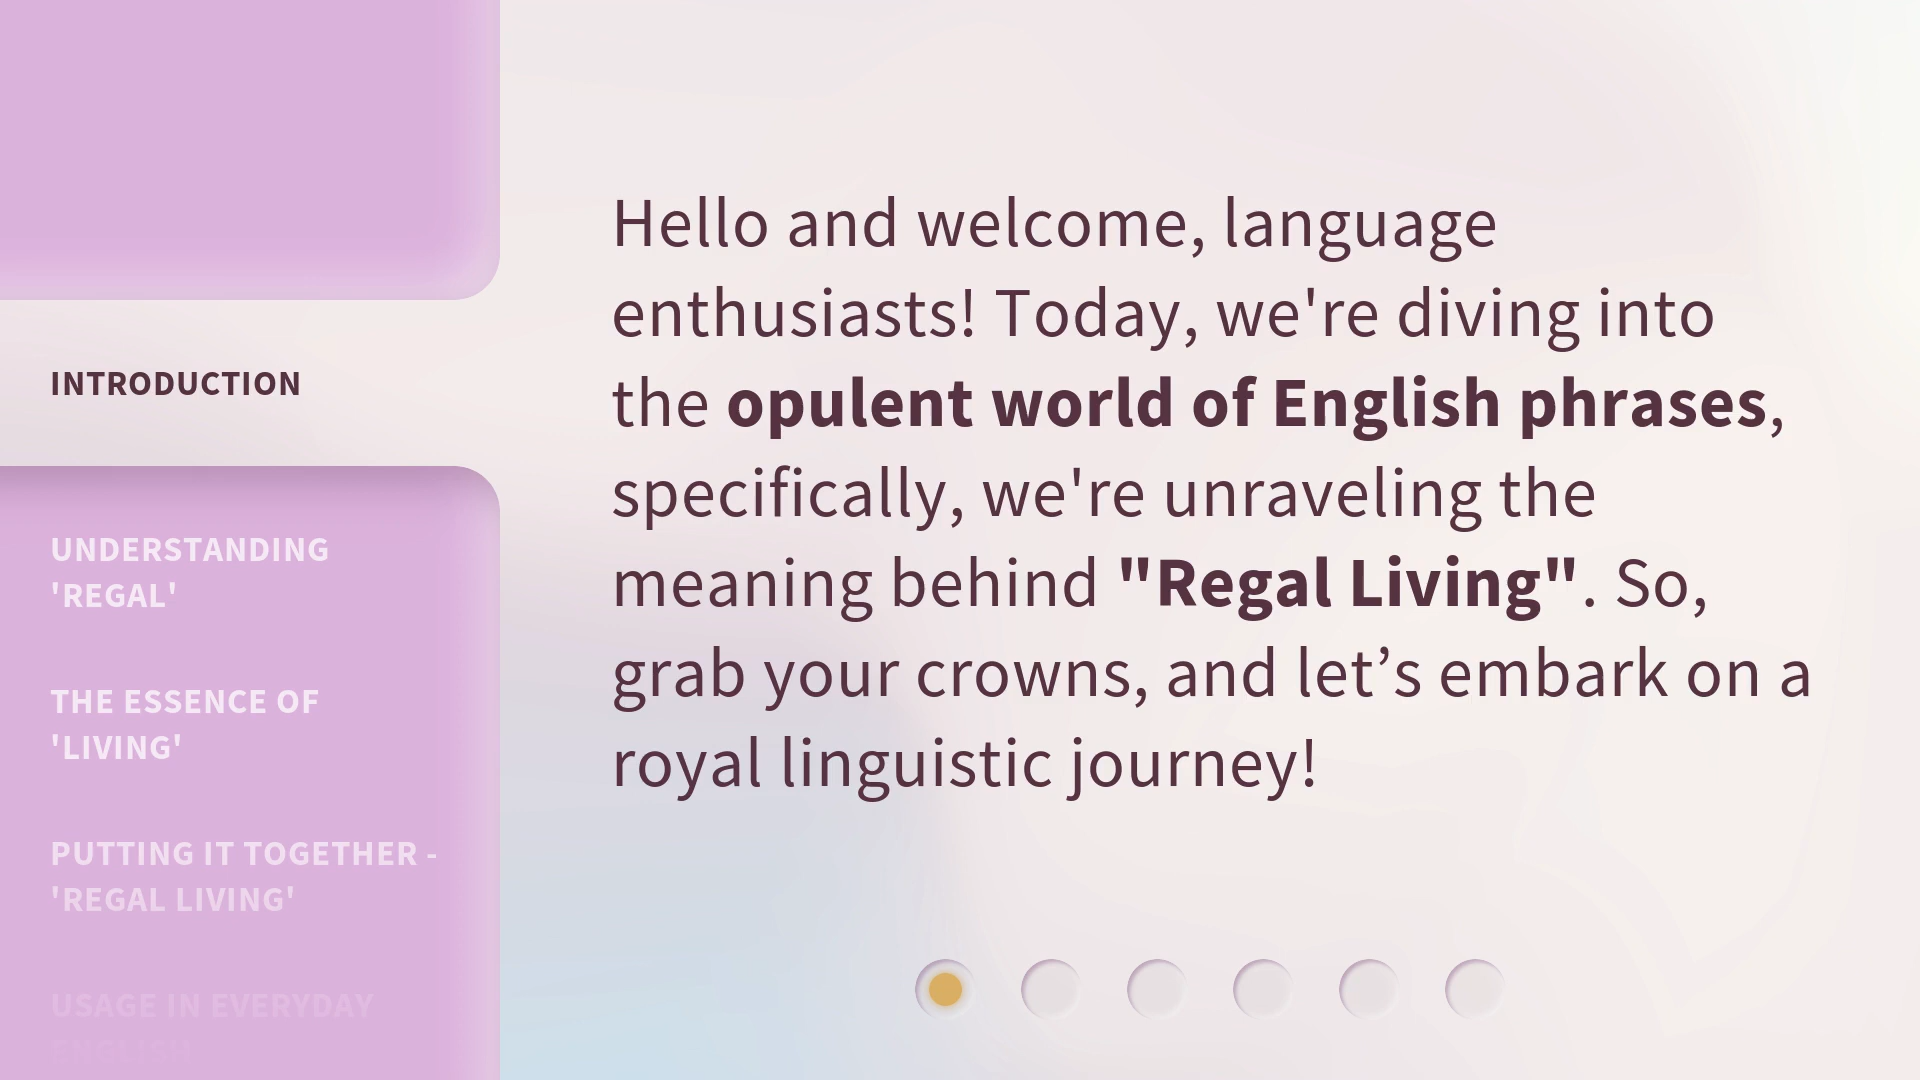 INTRODUCTION
UNDERSTANDING
'REGAL'
THE ESSENCE OF
'LIVING'
PUTTING IT TOGETHER -
'REGAL LIVING'
USAGE IN EVERYDAY
ENGLISH
Hello and welcome, language
enthusiasts! Today, we're diving into
the opulent world of English phrases,
specifically, we're unraveling the
meaning behind "Regal Living". So,
grab your crowns, and let’s embark on a
royal linguistic journey!